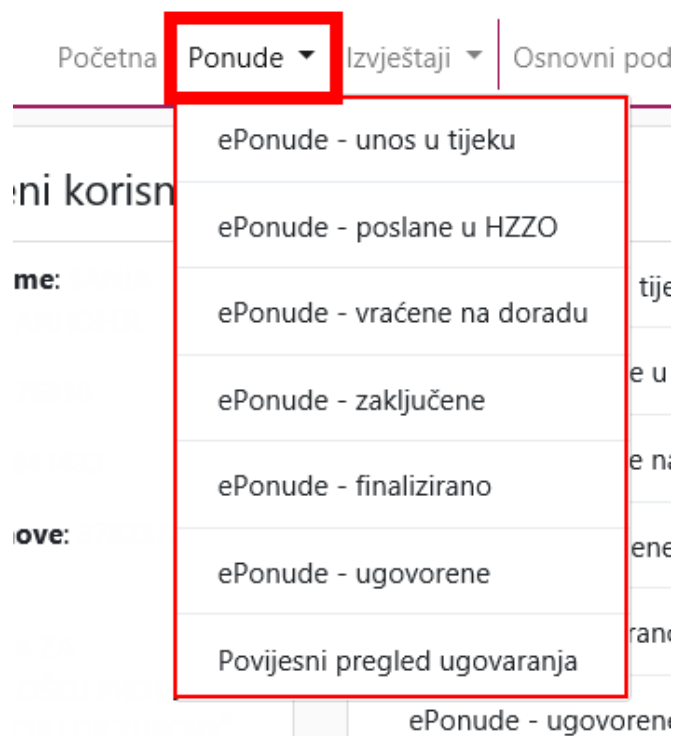 Početna Ponude Izvještaji Osnovni pod
ePonude - unos u tijeku
eni korisn
ePonude - poslane u HZZO
me: tije
ePonude - vraćene na doradu
e u
ePonude - zaključene
e na
ePonude - finalizirano
ove: ene
ePonude - ugovorene
rano
Povijesni pregled ugovaranja
ePonude - ugovorene